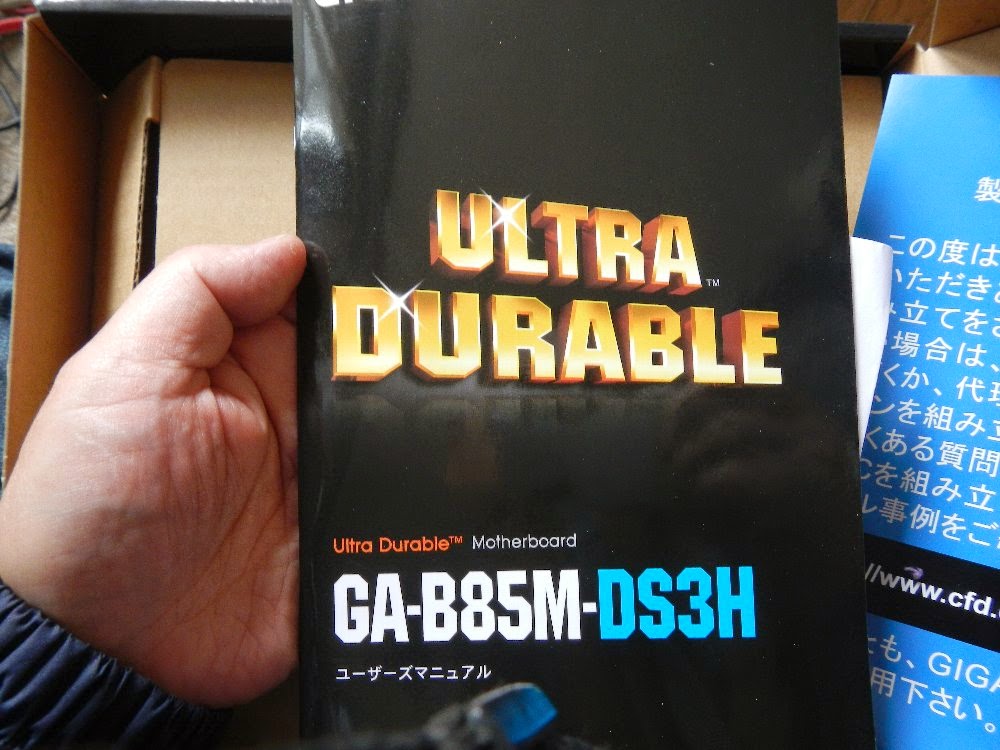 ULTRA™
DURABLE
Ultra Durable™ Motherboard
GA-B85M-DS3H
ユーザーズマニュアル
製
この度は
いただき
み立てを
場合は、
くか、代理
ンを組み立
くある質問
Cを組み立
ル事例をご
//www.cfd.
も、GIGA
用下さい。